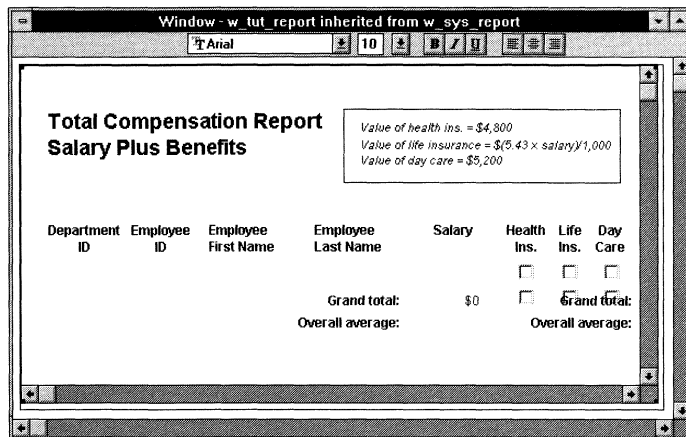 Window - w_tut_report inherited from w_sys_report
Arial 10 B I U
Total Compensation Report
Salary Plus Benefits
Value of health ins. = $4,800
Value of life insurance = $(5.43 x salary)/1,000
Value of day care = $5,200
Department Employee Employee Employee Salary Health Life Day
ID ID First Name Last Name Ins. Ins. Care
Grand total: $0 Grand total:
Overall average: Overall average: